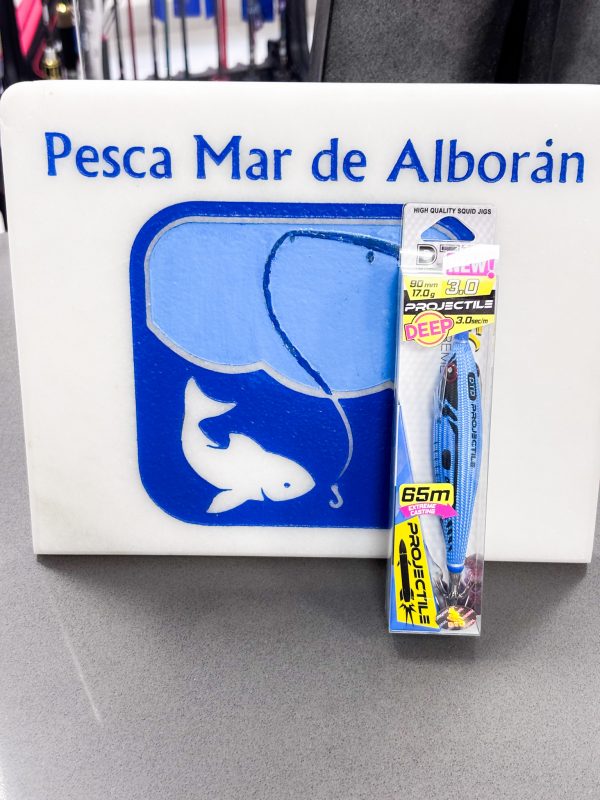 Pesca Mar de Alborán
HIGH QUALITY SQUID JIGS
NEW!
90mm
17.0g
3.0
PROJECTILE
DEEP
3.0sec/m
DTD PROJECTILE
65m
EXTREME
CASTING
PROJECTILE